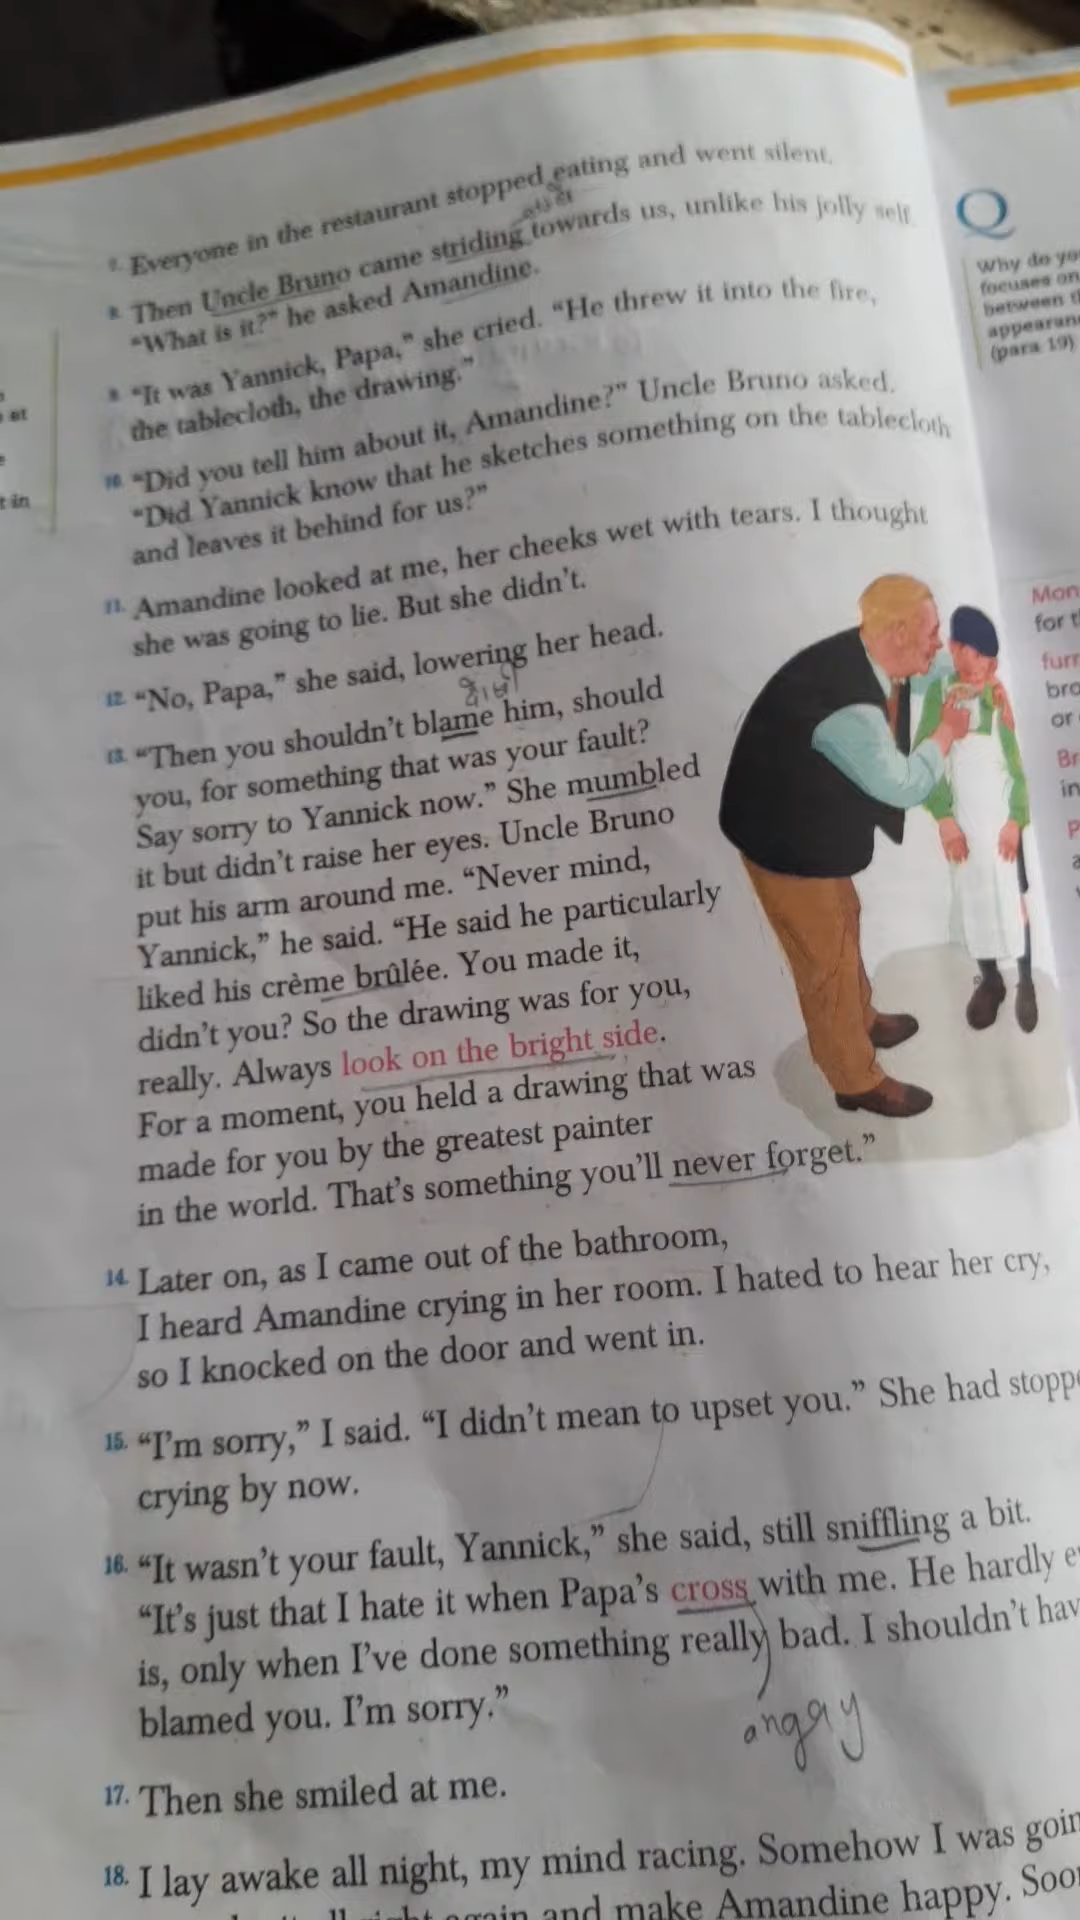 7. Everyone in the restaurant stopped eating and went silent.
8. Then Uncle Bruno came striding towards us, unlike his jolly self.
“What is it?” he asked Amandine.
9. “It was Yannick, Papa,” she cried. “He threw it into the fire,
the tablecloth, the drawing.”
10. “Did you tell him about it, Amandine?” Uncle Bruno asked.
“Did Yannick know that he sketches something on the tablecloth
and leaves it behind for us?”
11. Amandine looked at me, her cheeks wet with tears. I thought
she was going to lie. But she didn’t.
12. “No, Papa,” she said, lowering her head.
13. “Then you shouldn’t blame him, should
you, for something that was your fault?
Say sorry to Yannick now.” She mumbled
it but didn’t raise her eyes. Uncle Bruno
put his arm around me. “Never mind,
Yannick,” he said. “He said he particularly
liked his crème brûlée. You made it,
didn’t you? So the drawing was for you,
really. Always look on the bright side.
For a moment, you held a drawing that was
made for you by the greatest painter
in the world. That’s something you’ll never forget.”
14. Later on, as I came out of the bathroom,
I heard Amandine crying in her room. I hated to hear her cry,
so I knocked on the door and went in.
15. “I’m sorry,” I said. “I didn’t mean to upset you.” She had stopp
crying by now.
16. “It wasn’t your fault, Yannick,” she said, still sniffling a bit.
“It’s just that I hate it when Papa’s cross with me. He hardly e
is, only when I’ve done something really bad. I shouldn’t hav
blamed you. I’m sorry.”
angry
17. Then she smiled at me.
18. I lay awake all night, my mind racing. Somehow I was goin
again and make Amandine happy. Soo
Q
Why do yo
focuses on
between
appearan
(para 19)
Mon
for t
furr
bro
or
Br
in
at
t in